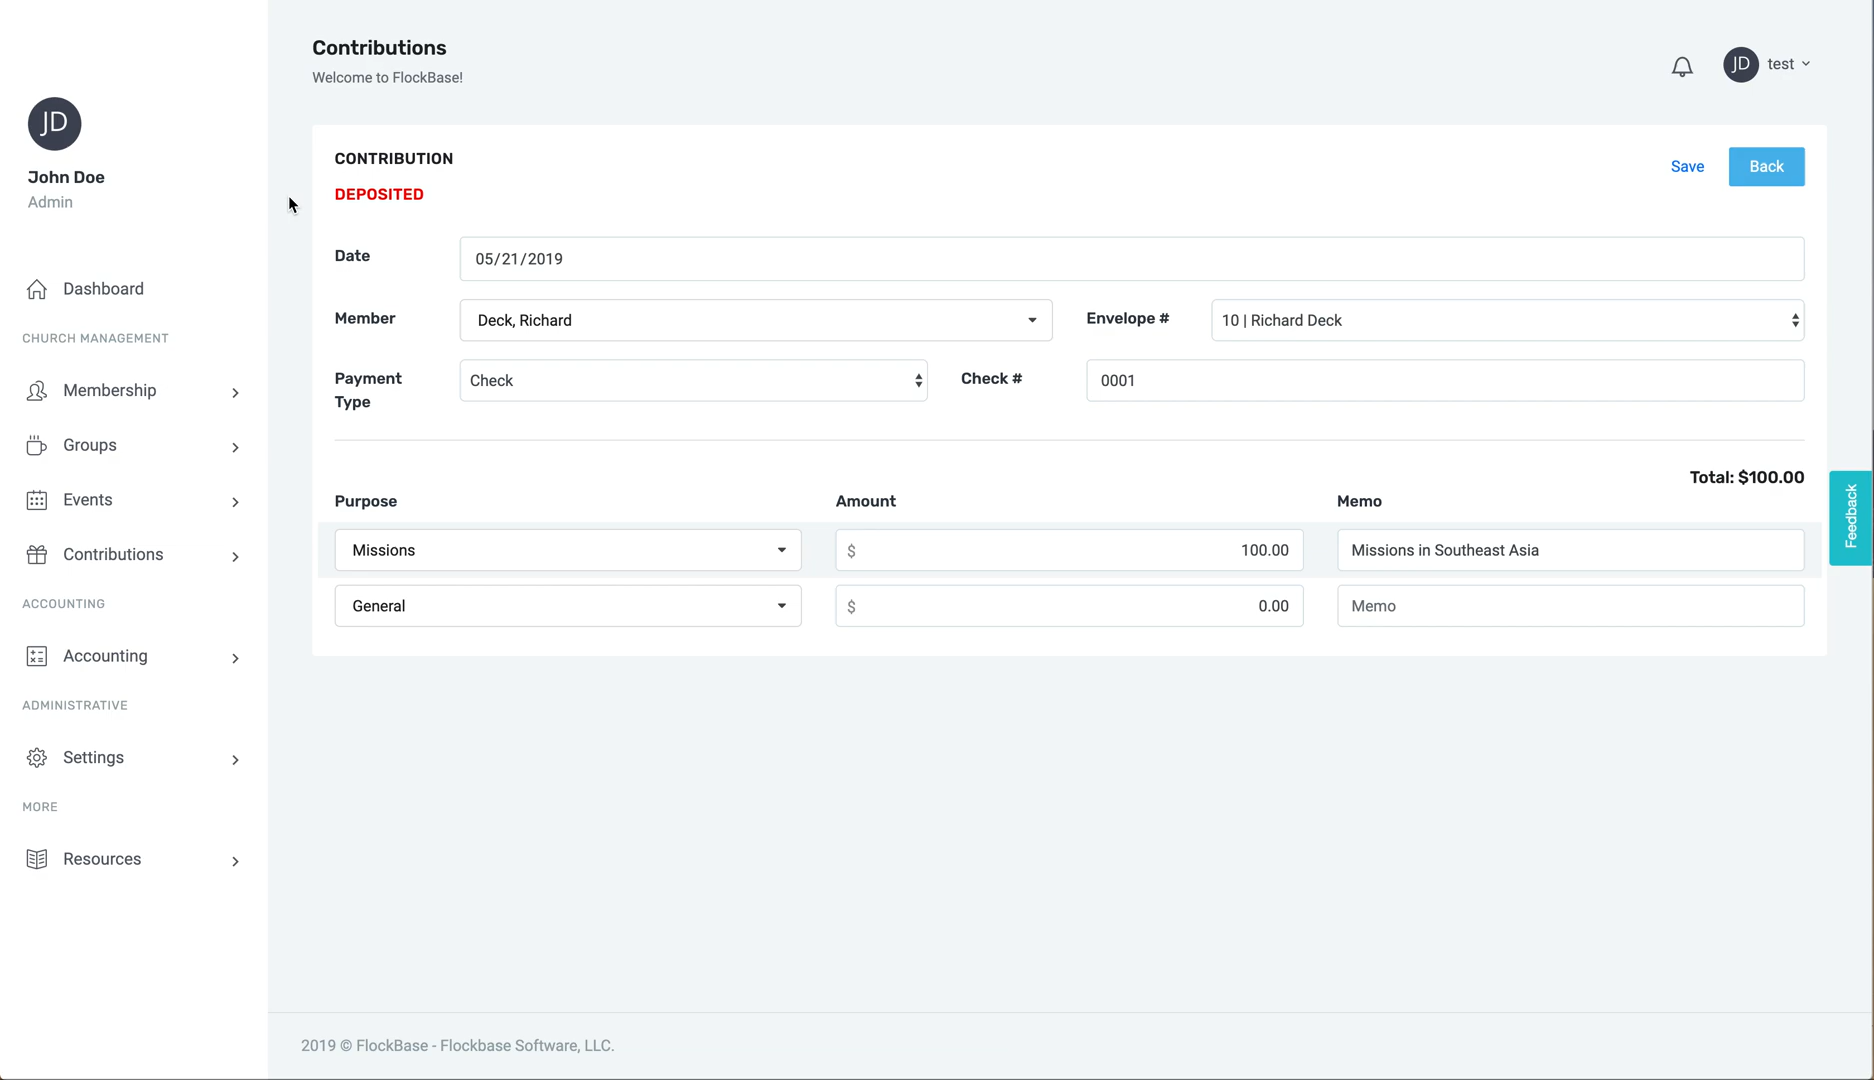 Contributions
Welcome to FlockBase!
JD
test
JD
John Doe
Admin
Dashboard
CHURCH MANAGEMENT
Membership
Groups
Events
Contributions
ACCOUNTING
Accounting
ADMINISTRATIVE
Settings
MORE
Resources
CONTRIBUTION
Save
Back
DEPOSITED
Date
05/21/2019
Member
Deck, Richard
Envelope #
10 | Richard Deck
Payment
Type
Check
Check #
0001
Total: $100.00
Purpose
Amount
Memo
Missions
$
100.00
Missions in Southeast Asia
General
$
0.00
Memo
Feedback
2019 © FlockBase - Flockbase Software, LLC.